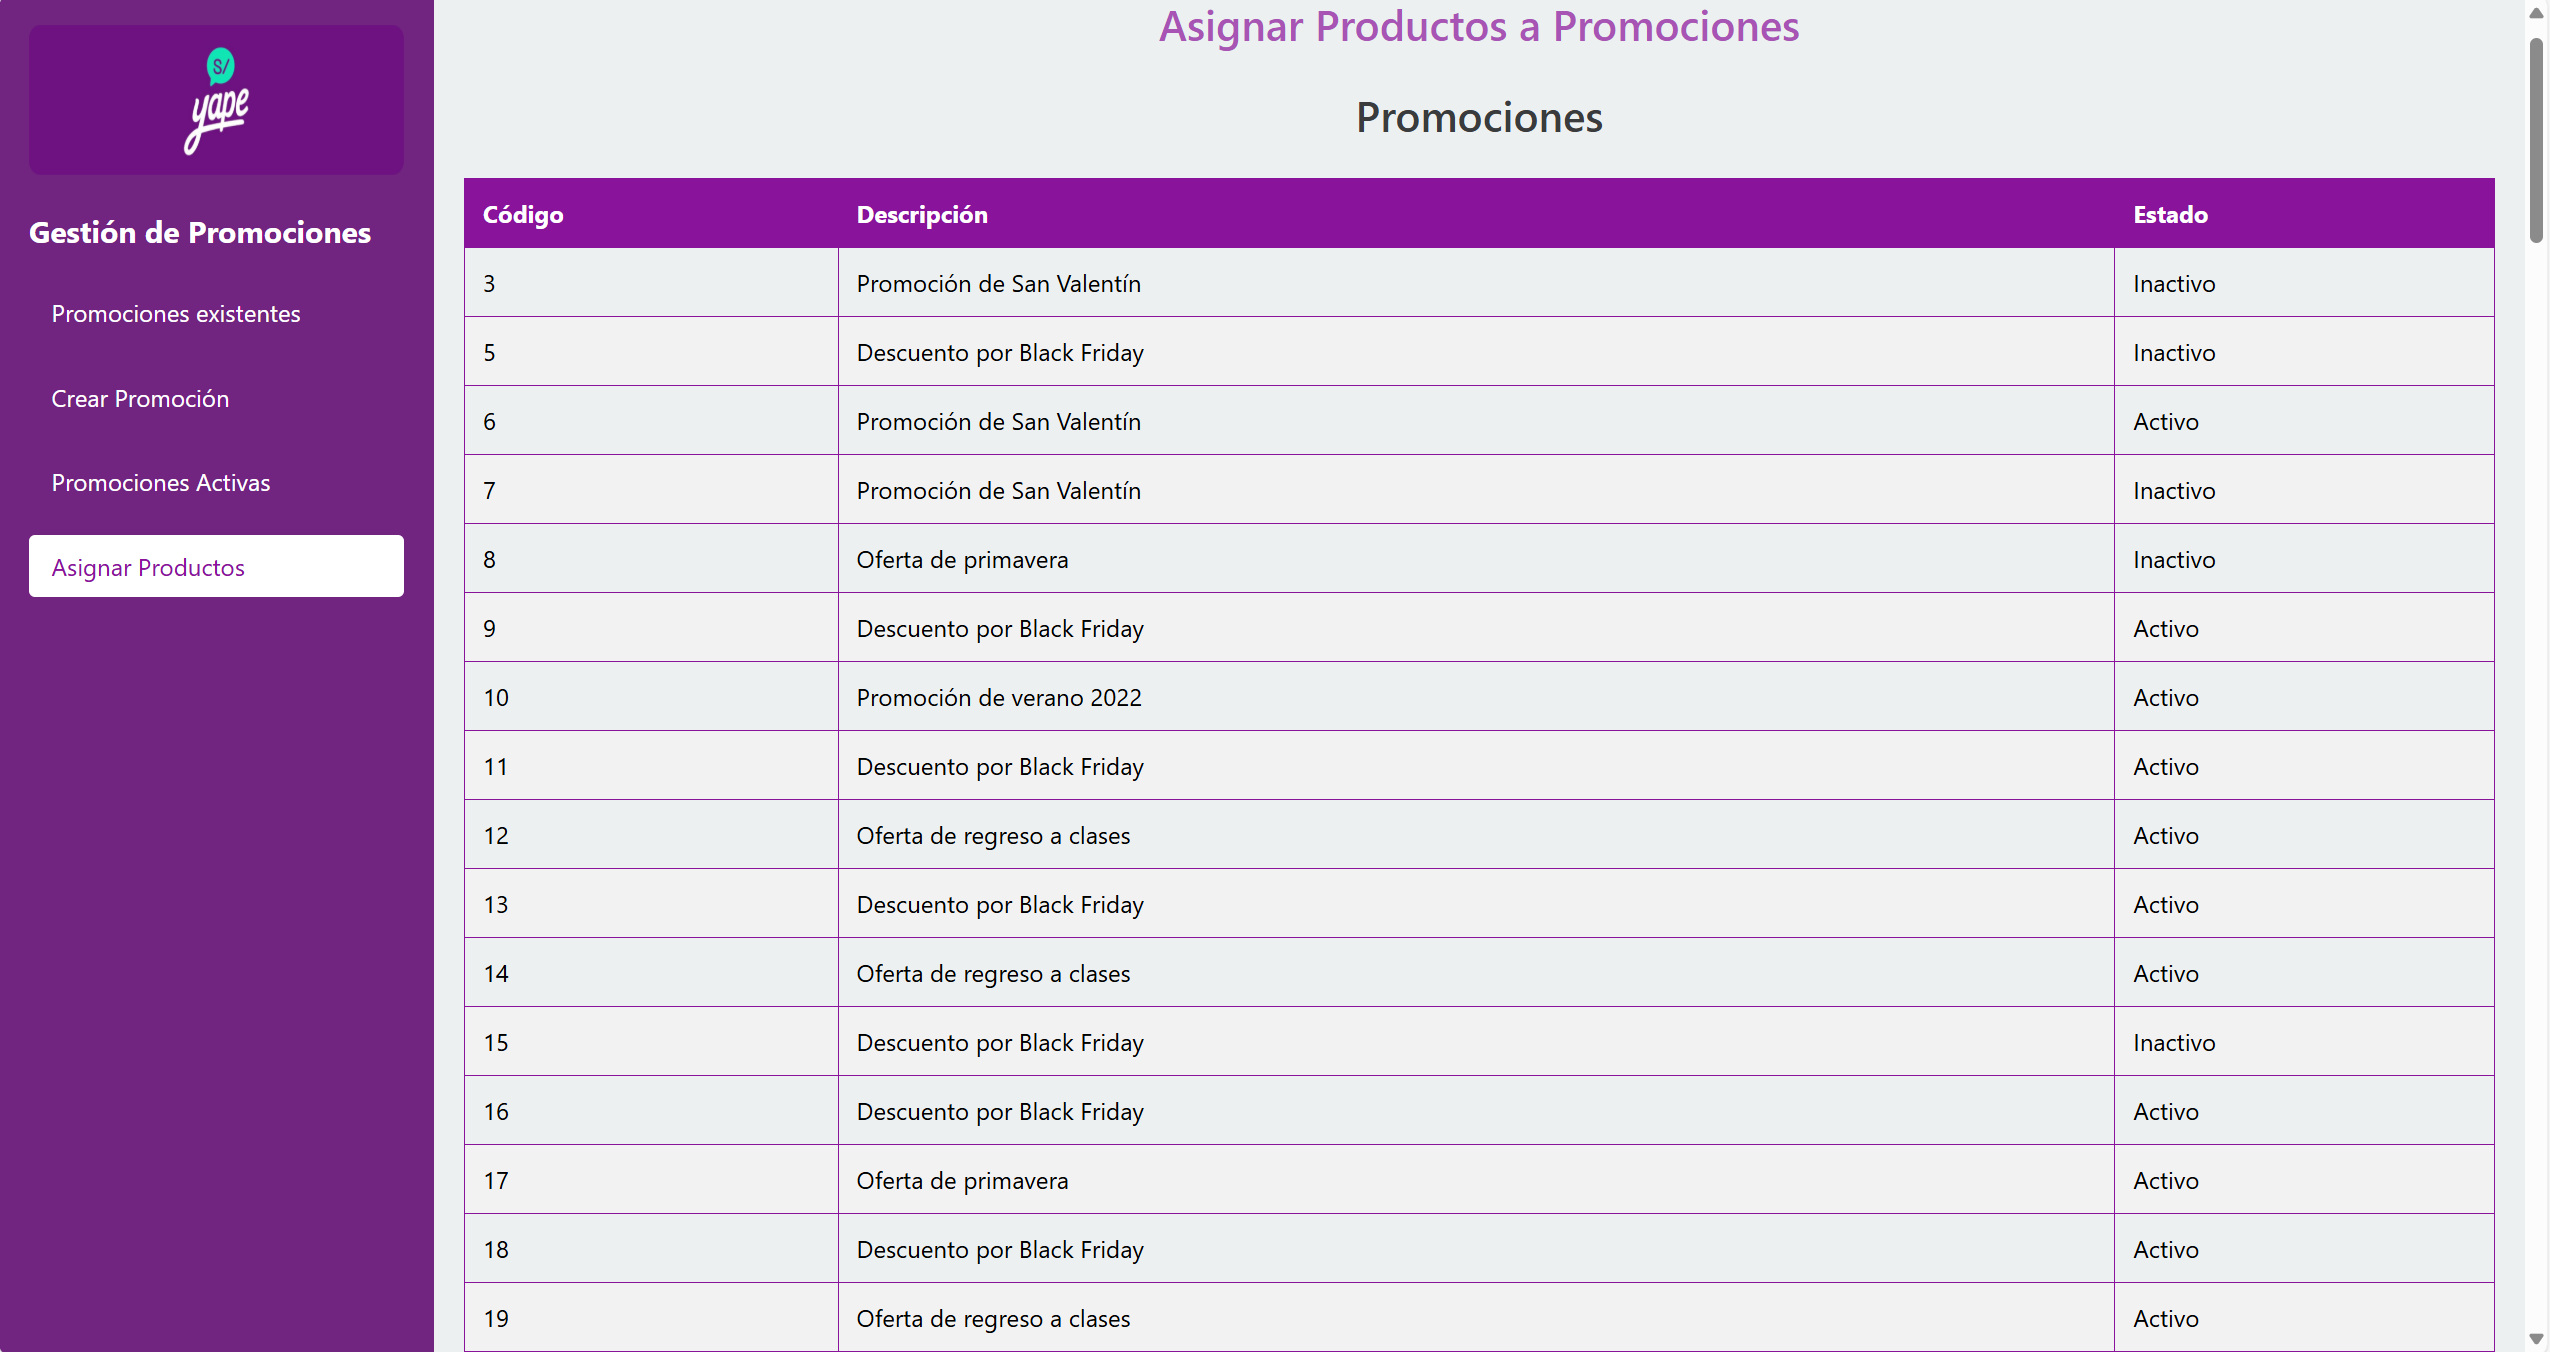 S/
yape
Gestión de Promociones
Promociones existentes
Crear Promoción
Promociones Activas
Asignar Productos
Asignar Productos a Promociones
Promociones
Código Descripción Estado
3 Promoción de San Valentín Inactivo
5 Descuento por Black Friday Inactivo
6 Promoción de San Valentín Activo
7 Promoción de San Valentín Inactivo
8 Oferta de primavera Inactivo
9 Descuento por Black Friday Activo
10 Promoción de verano 2022 Activo
11 Descuento por Black Friday Activo
12 Oferta de regreso a clases Activo
13 Descuento por Black Friday Activo
14 Oferta de regreso a clases Activo
15 Descuento por Black Friday Inactivo
16 Descuento por Black Friday Activo
17 Oferta de primavera Activo
18 Descuento por Black Friday Activo
19 Oferta de regreso a clases Activo